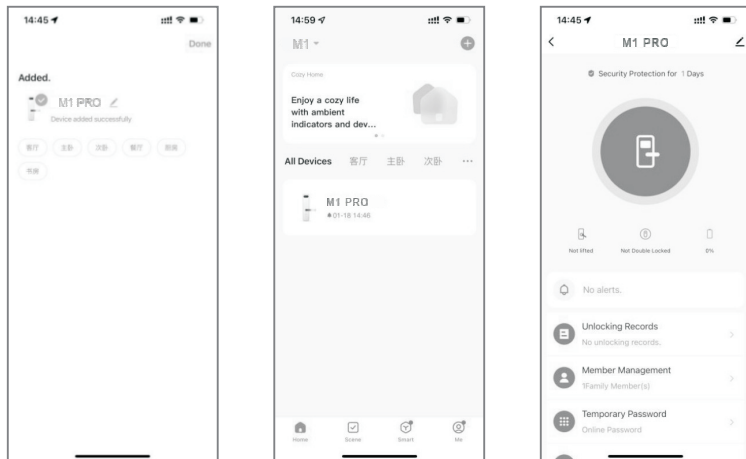 14:45
Done
Added.
M1 PRO
Device added successfully
客厅 主卧 次卧 餐厅 厨房
书房
14:59
M1
Cozy Home
Enjoy a cozy life
with ambient
indicators and dev...
All Devices 客厅 主卧 次卧 ...
M1 PRO
01-18 14:46
Home Scene Smart Me
14:45
M1 PRO
Security Protection for 1 Days
Not lifted Not Double Locked 0%
No alerts.
Unlocking Records
No unlocking records.
Member Management
1Family Member(s)
Temporary Password
Online Password